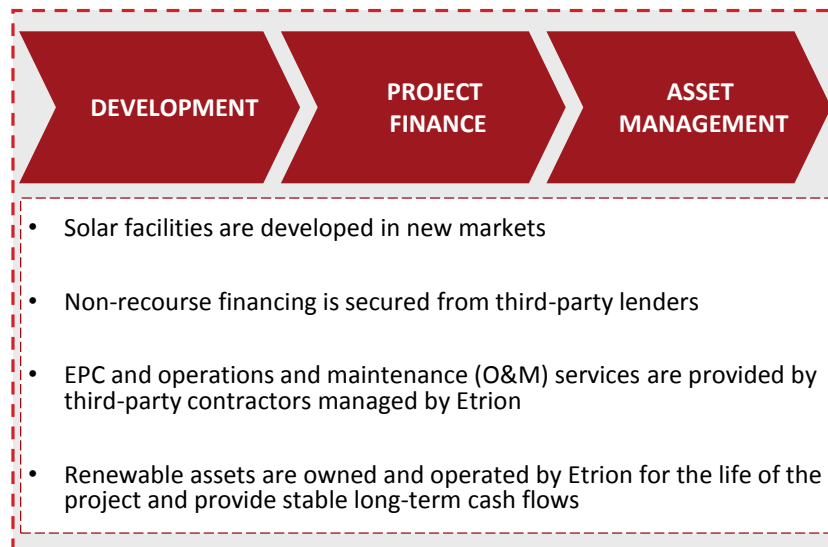 DEVELOPMENT
PROJECT
FINANCE
ASSET
MANAGEMENT
• Solar facilities are developed in new markets
• Non-recourse financing is secured from third-party lenders
• EPC and operations and maintenance (O&M) services are provided by
third-party contractors managed by Etrion
• Renewable assets are owned and operated by Etrion for the life of the
project and provide stable long-term cash flows